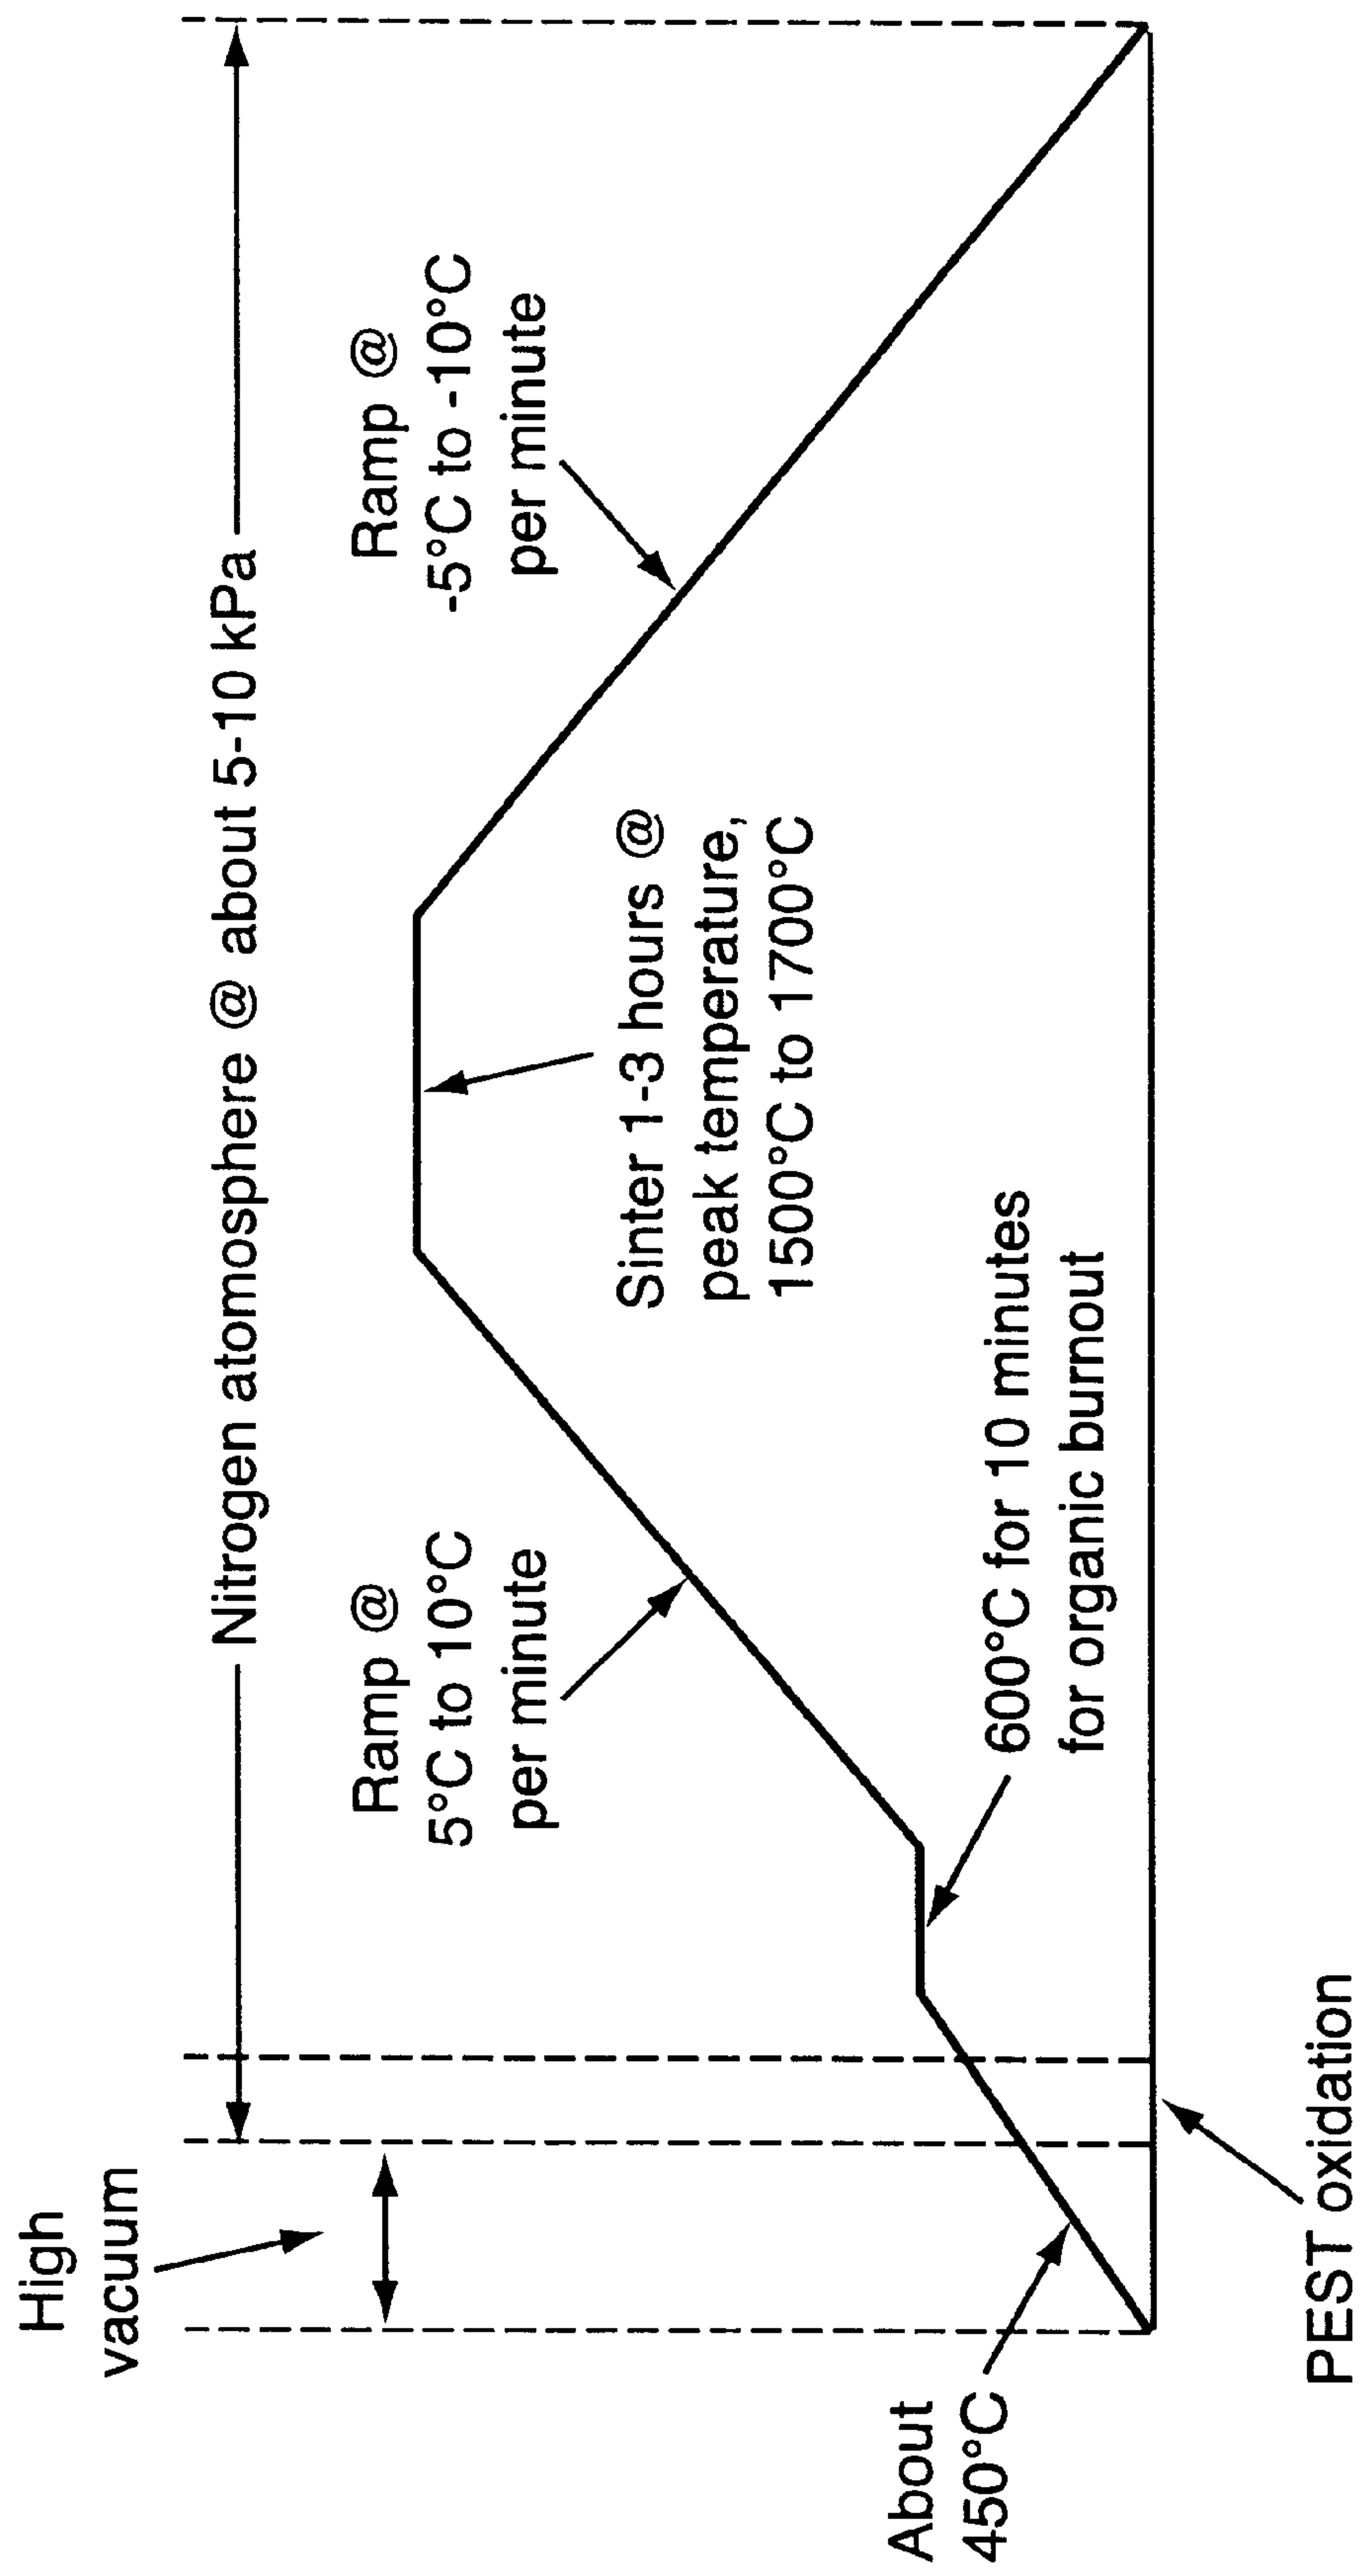 High
vacuum
Nitrogen atomosphere @ about 5-10 kPa
Ramp @
5°C to 10°C
per minute
Ramp @
-5°C to -10°C
per minute
Sinter 1-3 hours @
peak temperature,
1500°C to 1700°C
About
450°C
600°C for 10 minutes
for organic burnout
PEST oxidation